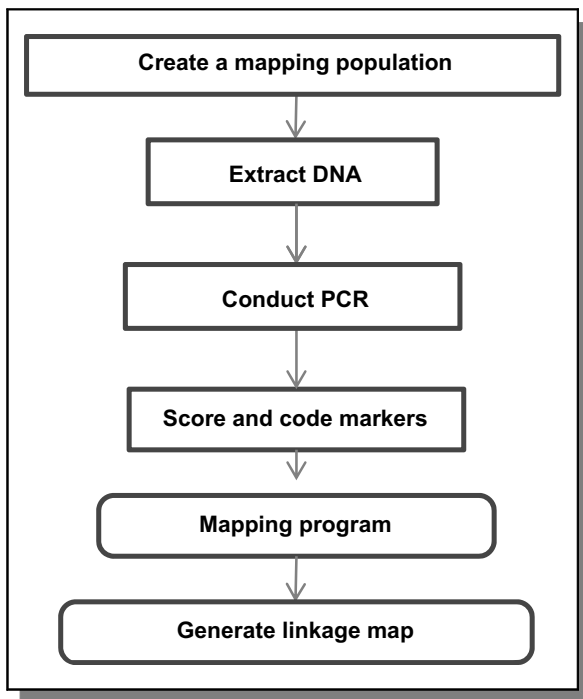 Create a mapping population
Extract DNA
Conduct PCR
Score and code markers
Mapping program
Generate linkage map